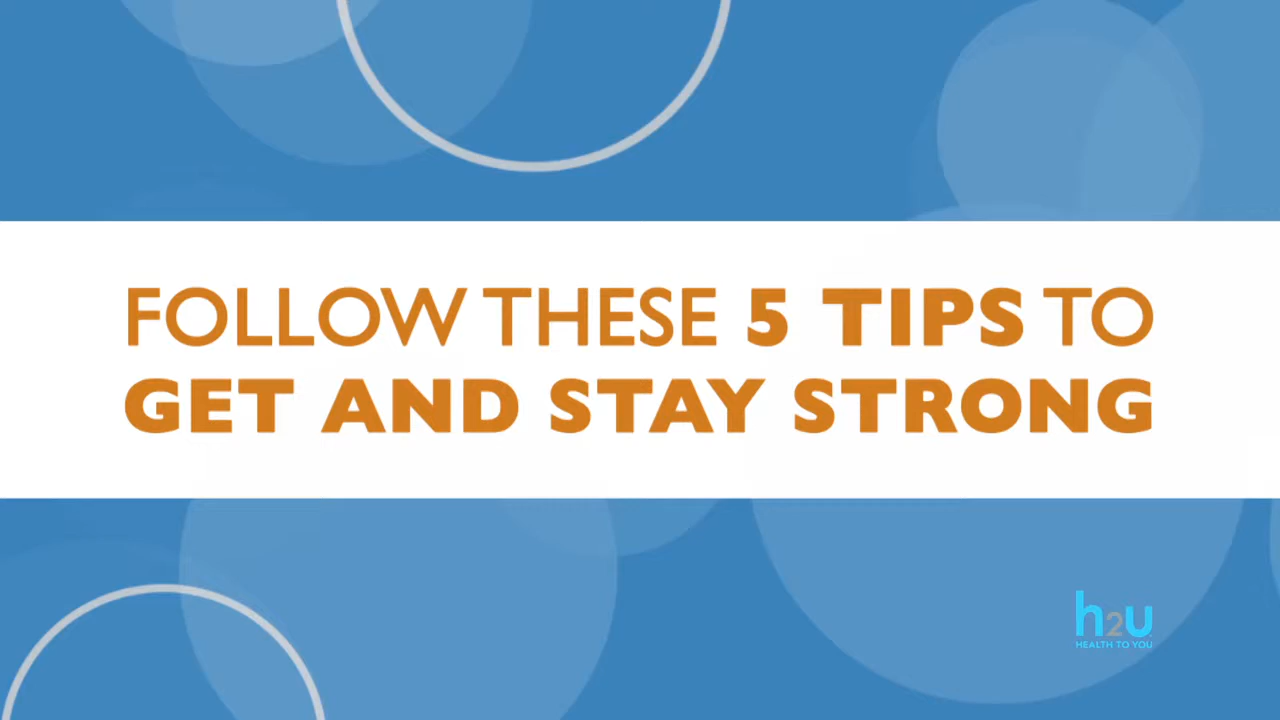 FOLLOW THESE 5 TIPS TO
GET AND STAY STRONG
h2u
HEALTH TO YOU